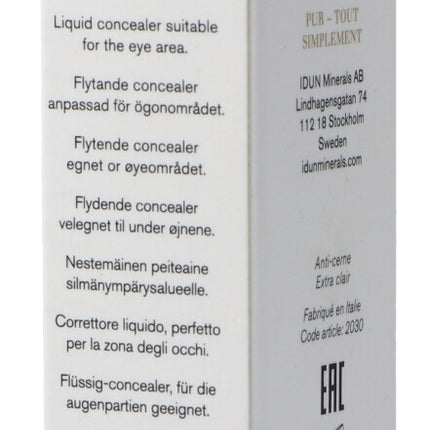 Liquid concealer suitable
for the eye area.
Flytande concealer
anpassad för ögonområdet.
Flytende concealer
egnet or øyeområdet.
Flydende concealer
velegnet til under øjnene.
Nestemäinen peiteaine
silmänympärysalueelle.
Correttore liquido, perfetto
per la zona degli occhi.
Flüssig-concealer, für die
augenpartien geeignet.
PUR – TOUT
SIMPLEMENT
IDUN Minerals AB
Lindhagensgatan 74
112 18 Stockholm
Sweden
idunminerals.com
Anti-cerne
Extra clair
Fabriqué en Italie
Code article: 2030
EAC